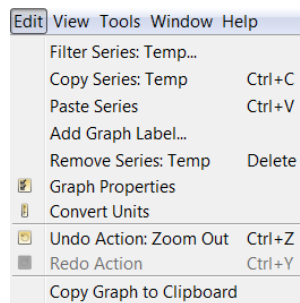 Edit View Tools Window Help
Filter Series: Temp...
Copy Series: Temp Ctrl+C
Paste Series Ctrl+V
Add Graph Label...
Remove Series: Temp Delete
Graph Properties
Convert Units
Undo Action: Zoom Out Ctrl+Z
Redo Action Ctrl+Y
Copy Graph to Clipboard